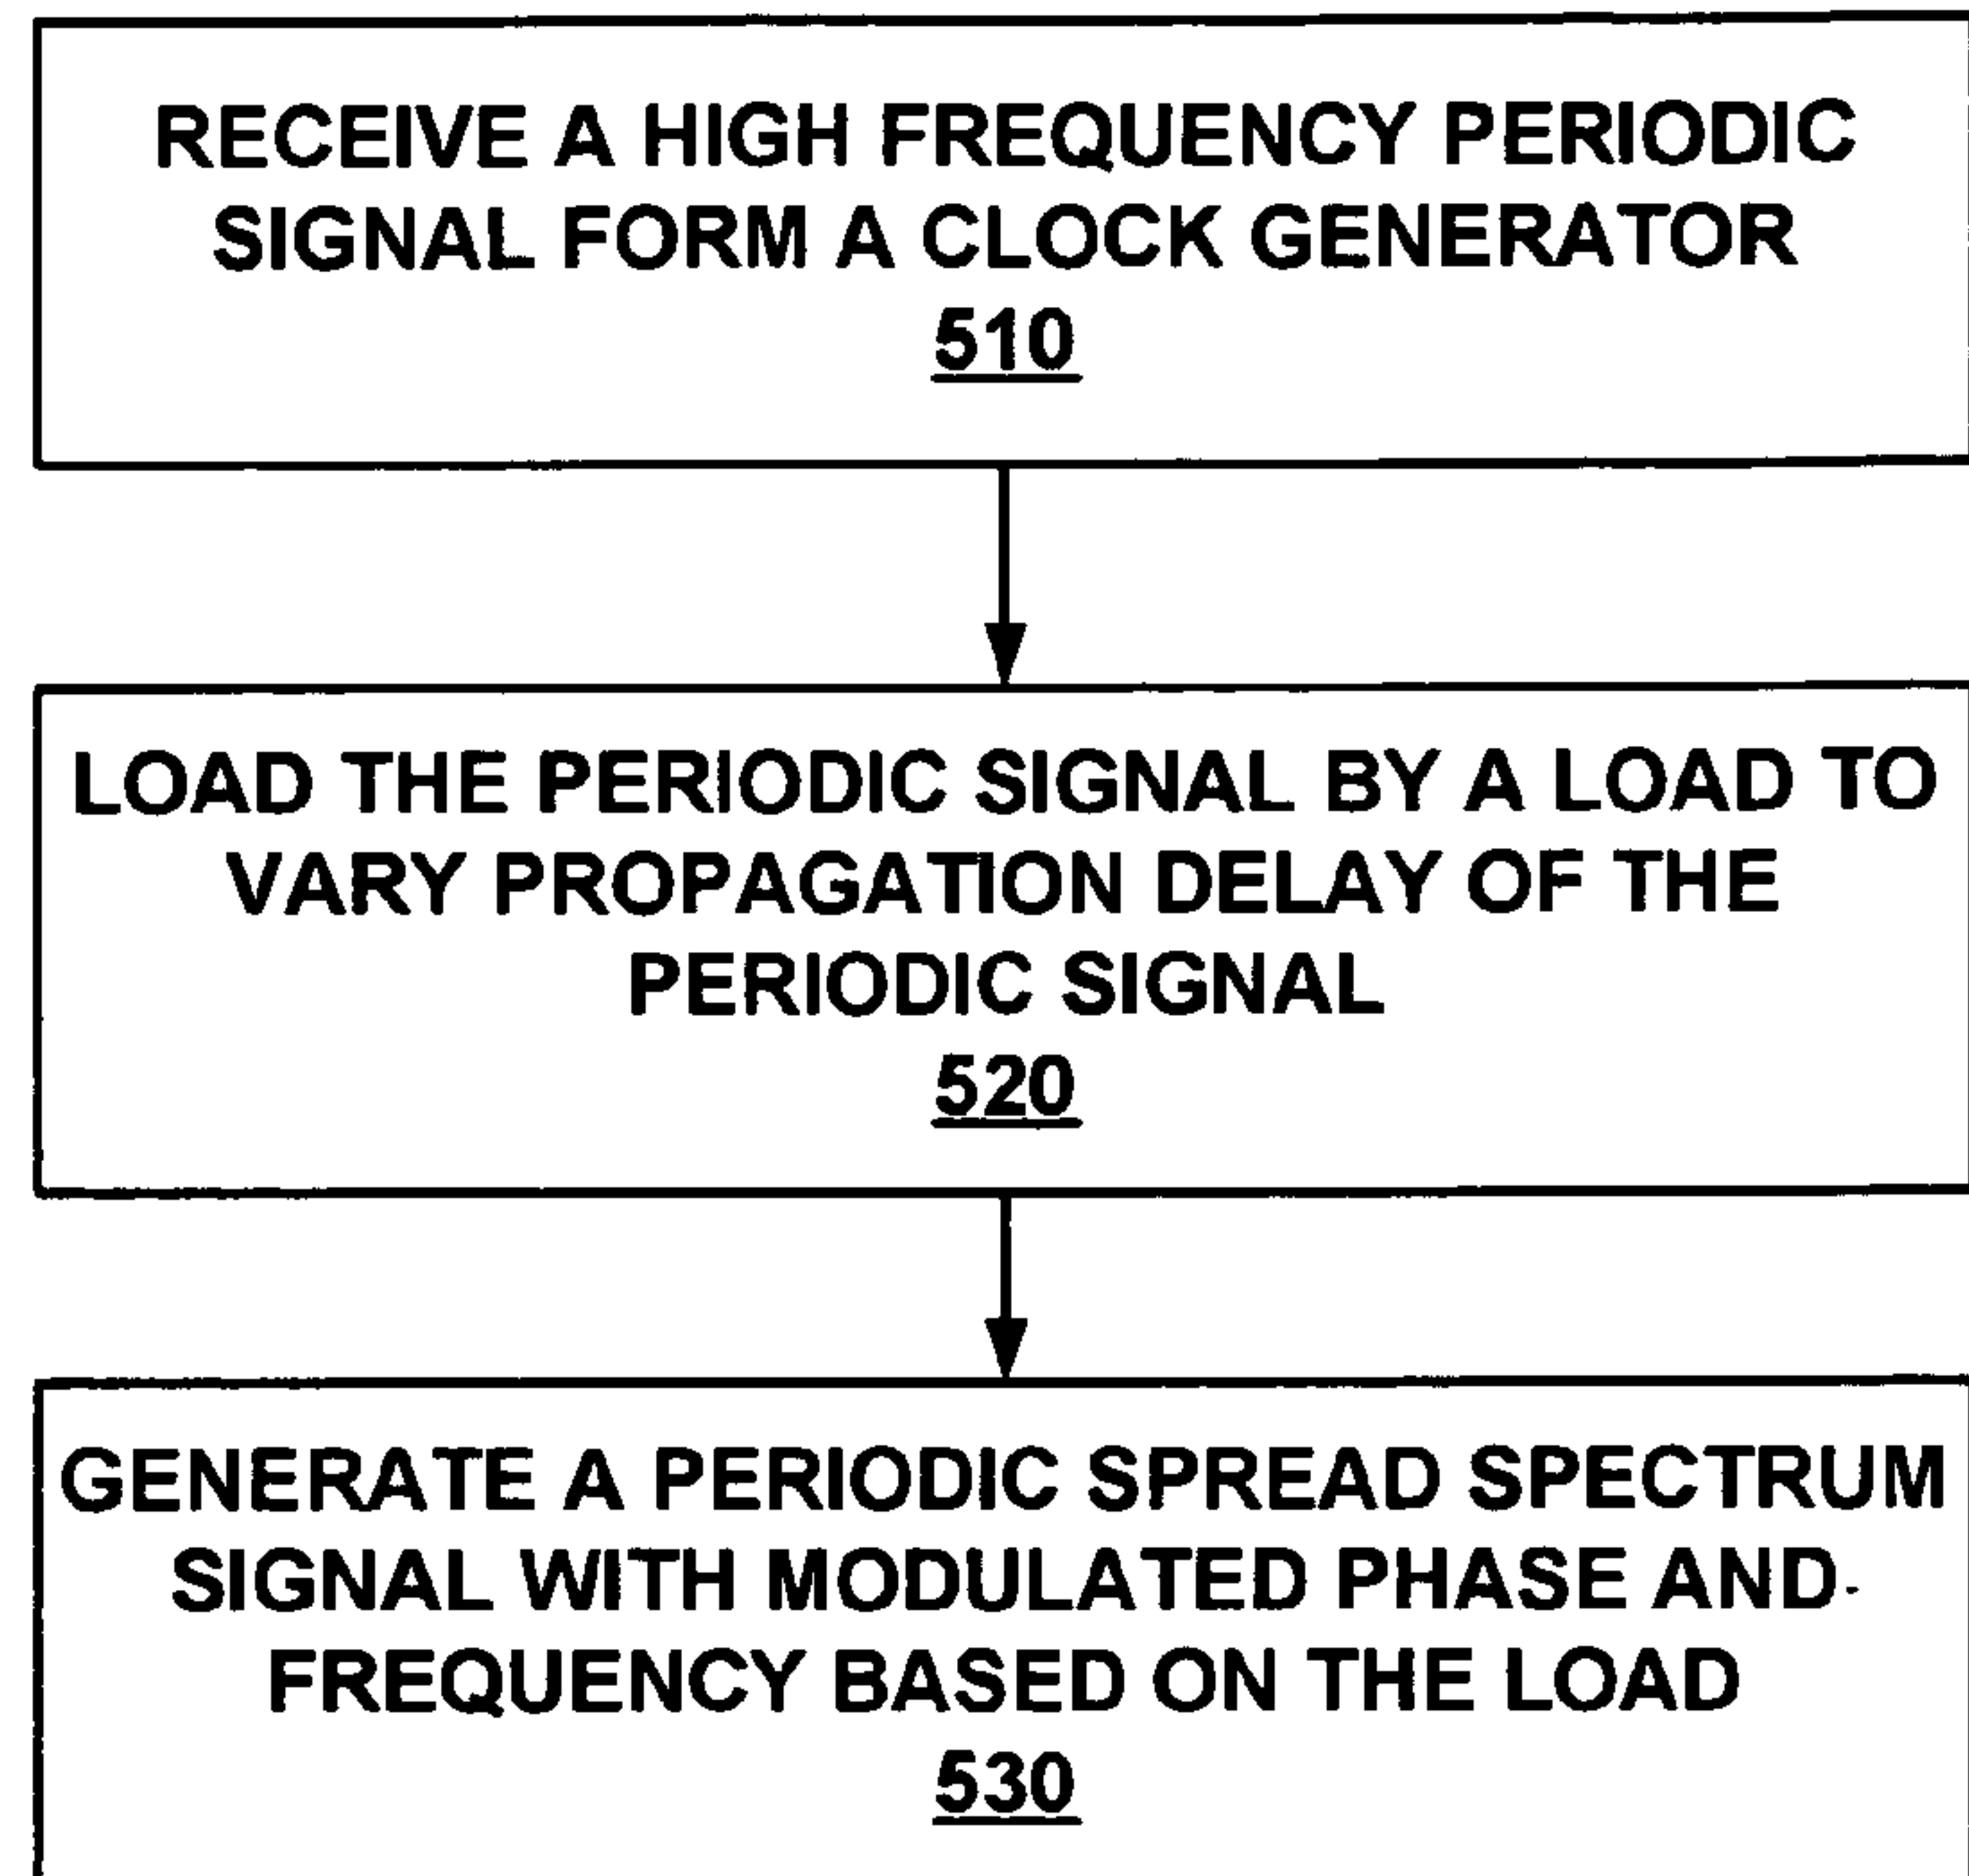 RECEIVE A HIGH FREQUENCY PERIODIC
SIGNAL FORM A CLOCK GENERATOR
510
LOAD THE PERIODIC SIGNAL BY A LOAD TO
VARY PROPAGATION DELAY OF THE
PERIODIC SIGNAL
520
GENERATE A PERIODIC SPREAD SPECTRUM
SIGNAL WITH MODULATED PHASE AND-
FREQUENCY BASED ON THE LOAD
530